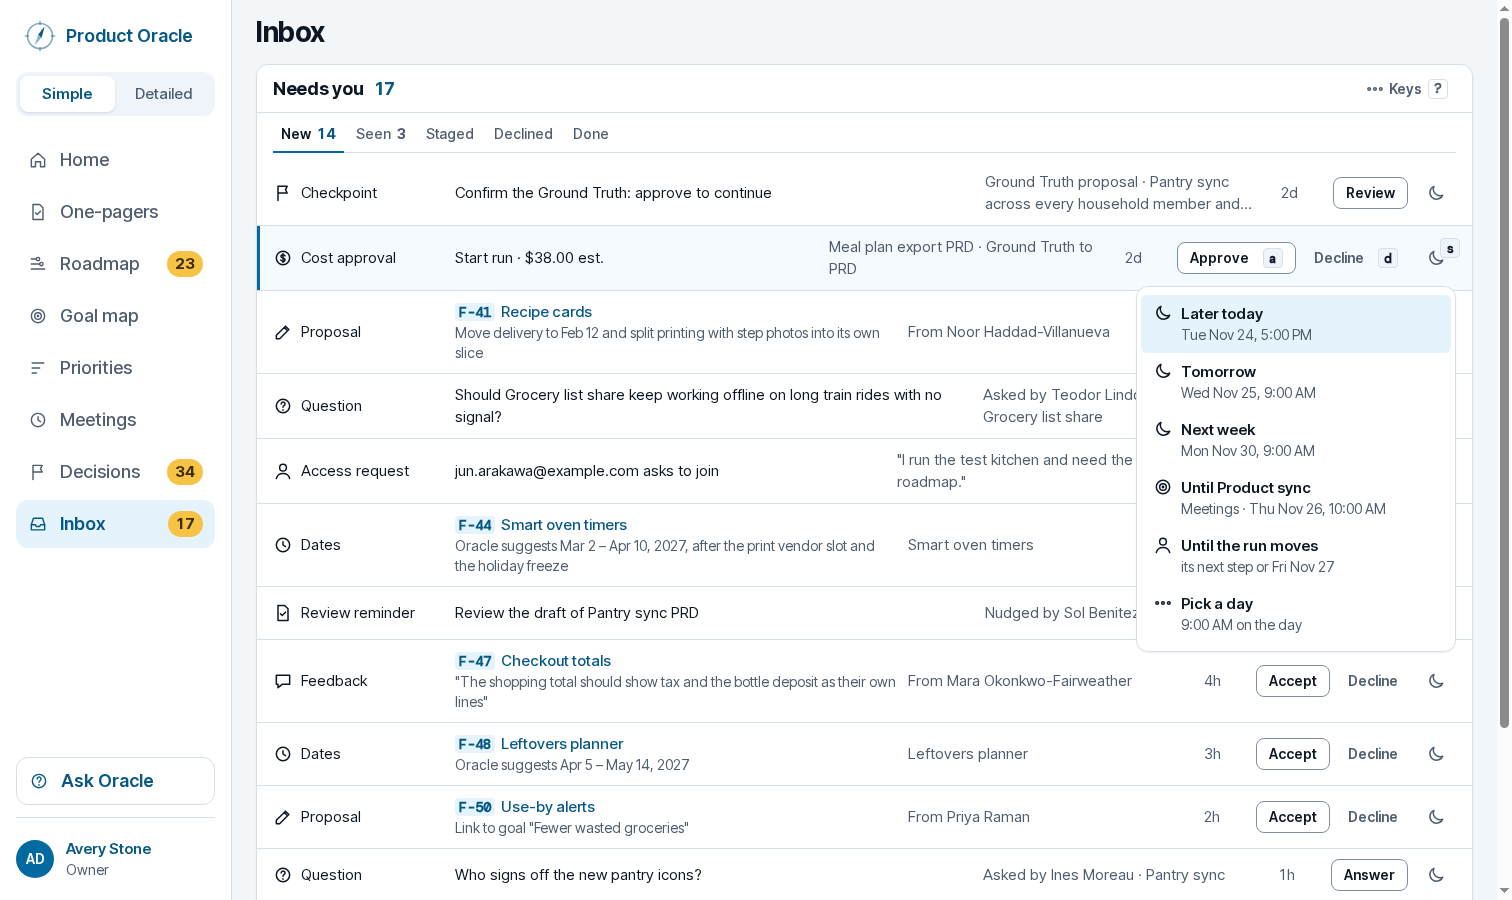 Product Oracle
Simple
Detailed
Home
One-pagers
Roadmap 23
Goal map
Priorities
Meetings
Decisions 34
Inbox 17
Ask Oracle
AD
Avery Stone
Owner
Inbox
Needs you 17
Keys ?
New 14
Seen 3
Staged
Declined
Done
Checkpoint
Confirm the Ground Truth: approve to continue
Ground Truth proposal · Pantry sync
across every household member and...
2d
Review
Cost approval
Start run · $38.00 est.
Meal plan export PRD · Ground Truth to
PRD
2d
Approve a
Decline d
s
Proposal
F-41 Recipe cards
Move delivery to Feb 12 and split printing with step photos into its own
slice
From Noor Haddad-Villanueva
Question
Should Grocery list share keep working offline on long train rides with no
signal?
Asked by Teodor
Grocery list share
Access request
jun.arakawa@example.com asks to join
"I run the test kitchen and need the
roadmap."
Dates
F-44 Smart oven timers
Oracle suggests Mar 2 – Apr 10, 2027, after the print vendor slot and
the holiday freeze
Smart oven timers
Review reminder
Review the draft of Pantry sync PRD
Nudged by Sol Benitez
Later today
Tue Nov 24, 5:00 PM
Tomorrow
Wed Nov 25, 9:00 AM
Next week
Mon Nov 30, 9:00 AM
Until Product sync
Meetings · Thu Nov 26, 10:00 AM
Until the run moves
its next step or Fri Nov 27
Pick a day
9:00 AM on the day
Feedback
F-47 Checkout totals
"The shopping total should show tax and the bottle deposit as their own
lines"
From Mara Okonkwo-Fairweather
4h
Accept
Decline
Dates
F-48 Leftovers planner
Oracle suggests Apr 5 – May 14, 2027
Leftovers planner
3h
Accept
Decline
Proposal
F-50 Use-by alerts
Link to goal "Fewer wasted groceries"
From Priya Raman
2h
Accept
Decline
Question
Who signs off the new pantry icons?
Asked by Ines Moreau · Pantry sync
1h
Answer